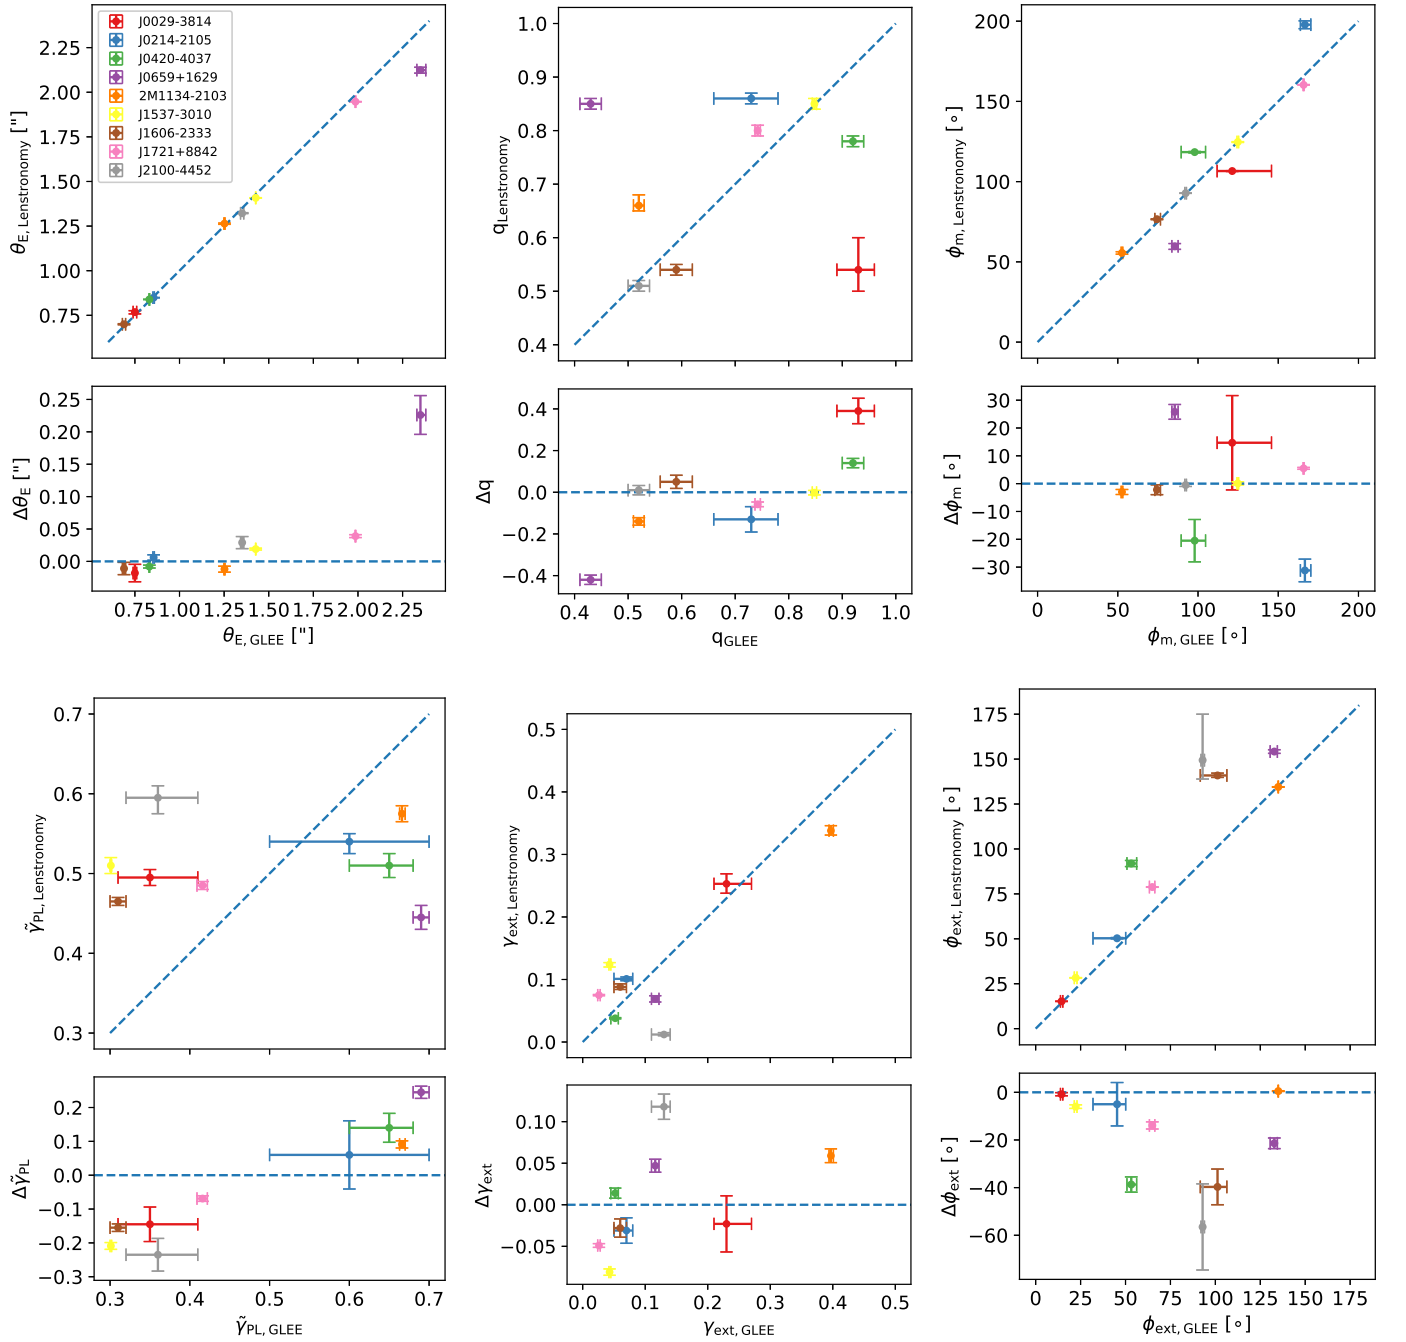 J0029-3814
J0214-2105
J0420-4037
J0659+1629
2M1134-2103
J1537-3010
J1606-2333
J1721+8842
J2100-4452
θE, Lenstronomy ["]
2.25
2.00
1.75
1.50
1.25
1.00
0.75
ΔθE ["]
0.25
0.20
0.15
0.10
0.05
0.00
0.75 1.00 1.25 1.50 1.75 2.00 2.25
θE, GLEE ["]
qLenstronomy
1.0
0.9
0.8
0.7
0.6
0.5
0.4
Δq
0.4
0.2
0.0
−0.2
−0.4
0.4 0.5 0.6 0.7 0.8 0.9 1.0
qGLEE
ϕm, Lenstronomy [∘]
200
150
100
50
0
Δϕm [∘]
30
20
10
0
−10
−20
−30
0 50 100 150 200
ϕm, GLEE [∘]
γ̃PL, Lenstronomy
0.7
0.6
0.5
0.4
0.3
Δγ̃PL
0.2
0.1
0.0
−0.1
−0.2
−0.3
0.3 0.4 0.5 0.6 0.7
γ̃PL, GLEE
γext, Lenstronomy
0.5
0.4
0.3
0.2
0.1
0.0
Δγext
0.10
0.05
0.00
−0.05
0.0 0.1 0.2 0.3 0.4 0.5
γext, GLEE
ϕext, Lenstronomy [∘]
175
150
125
100
75
50
25
0
Δϕext [∘]
0
−20
−40
−60
0 25 50 75 100 125 150 175
ϕext, GLEE [∘]